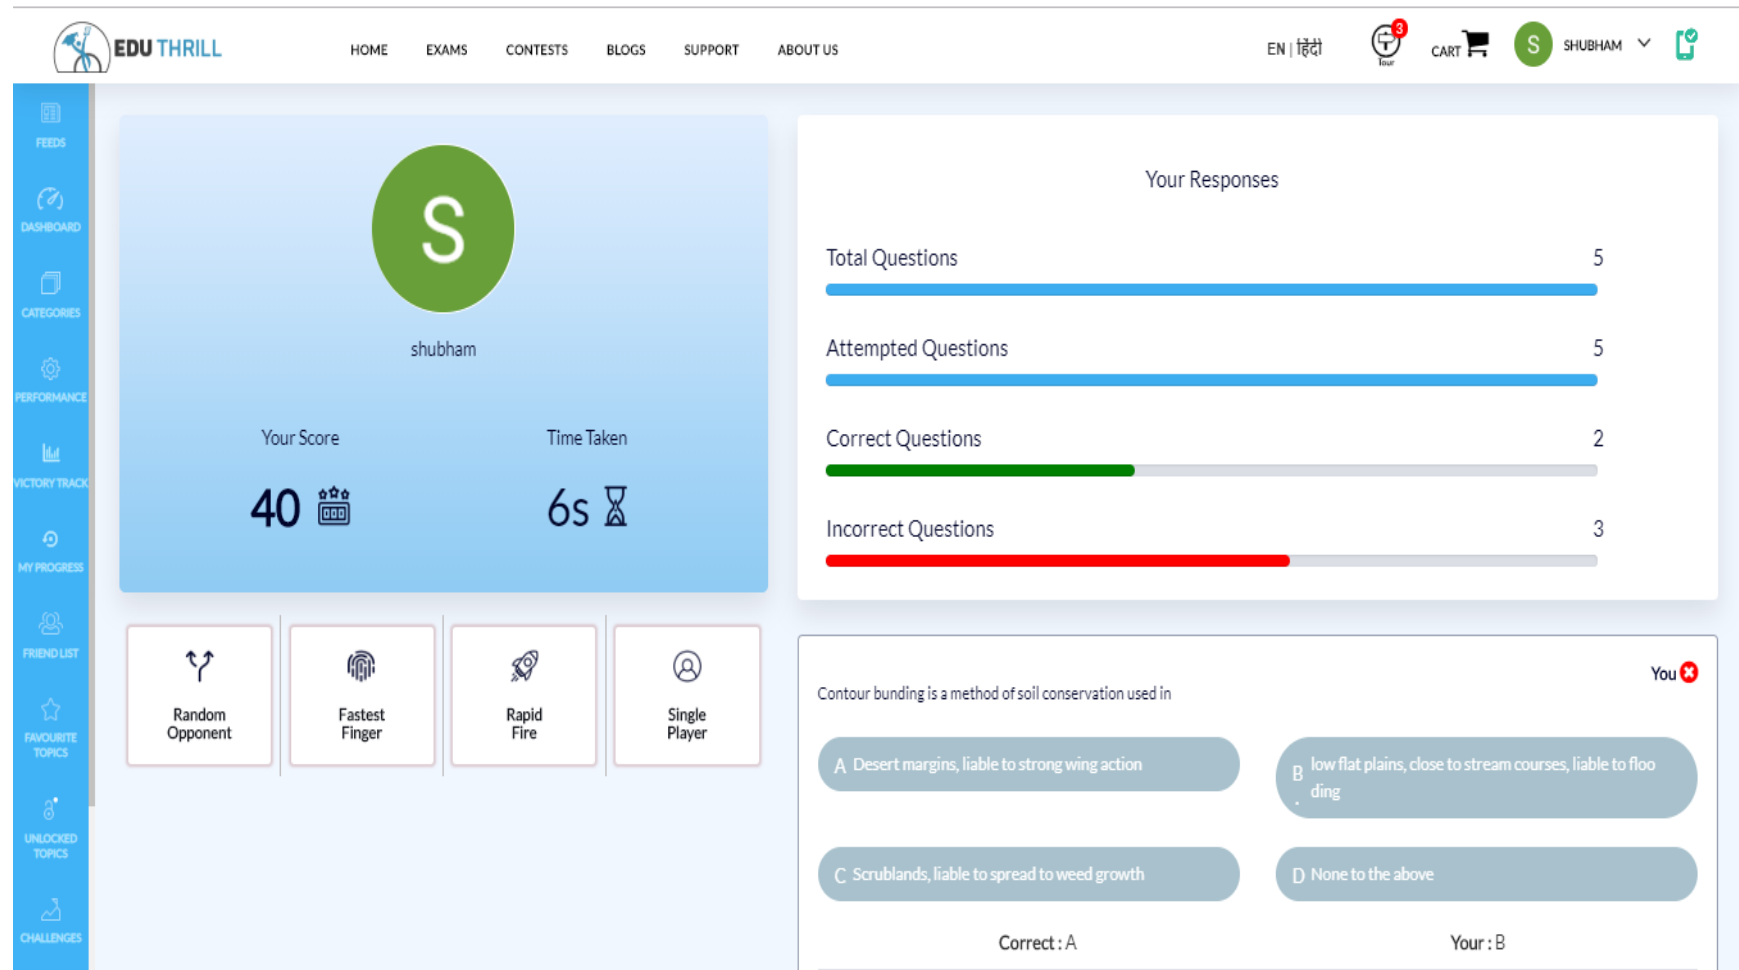 EDU THRILL
HOME EXAMS CONTESTS BLOGS SUPPORT ABOUT US
EN | हिंदी
3
Tour
CART
S
SHUBHAM
FEEDS
DASHBOARD
CATEGORIES
PERFORMANCE
VICTORY TRACK
MY PROGRESS
FRIEND LIST
FAVOURITE
TOPICS
UNLOCKED
TOPICS
CHALLENGES
S
shubham
Your Score
40
Time Taken
6s
Random
Opponent
Fastest
Finger
Rapid
Fire
Single
Player
Your Responses
Total Questions 5
Attempted Questions 5
Correct Questions 2
Incorrect Questions 3
You
Contour bunding is a method of soil conservation used in
A Desert margins, liable to strong wing action
B. low flat plains, close to stream courses, liable to floo
ding
C Scrublands, liable to spread to weed growth
D None to the above
Correct : A
Your : B